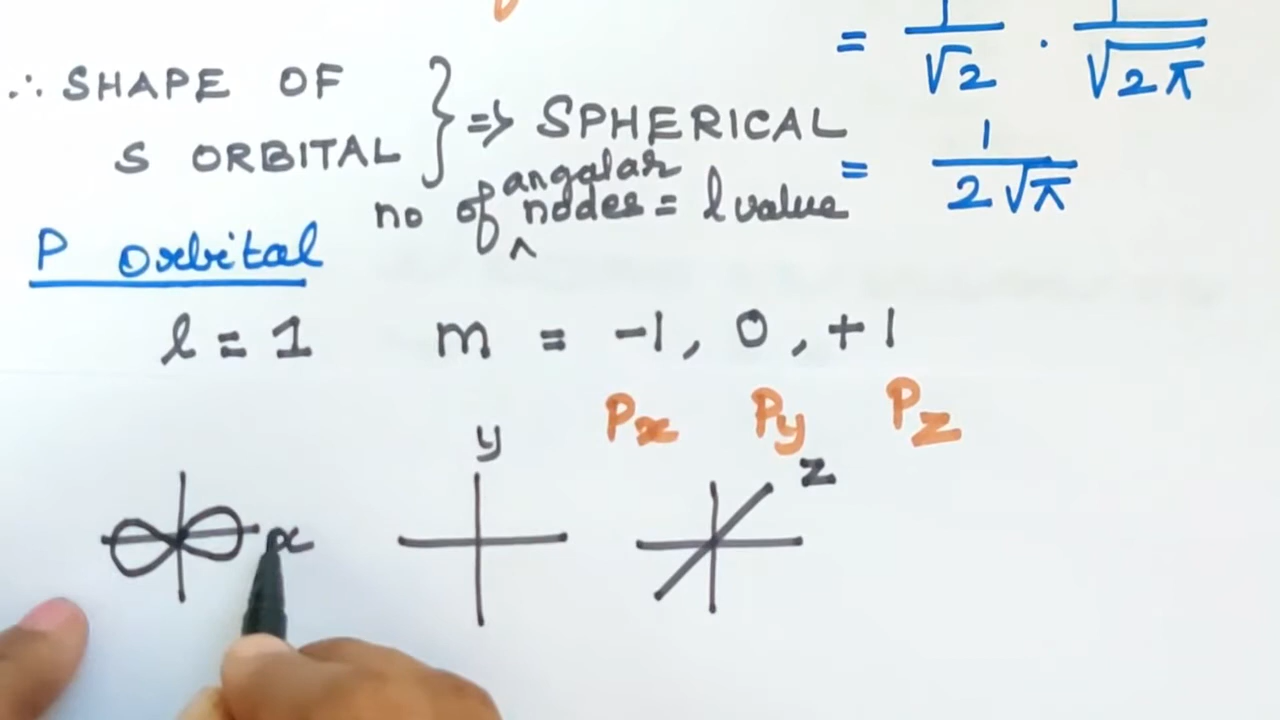 = 1/√2 · 1/√2π
∴ SHAPE OF
S ORBITAL } => SPHERICAL
= 1/2√π
no of ^ angalar nodes = l value
P orbital
l = 1 m = -1, 0, +1
Px Py Pz
x y z